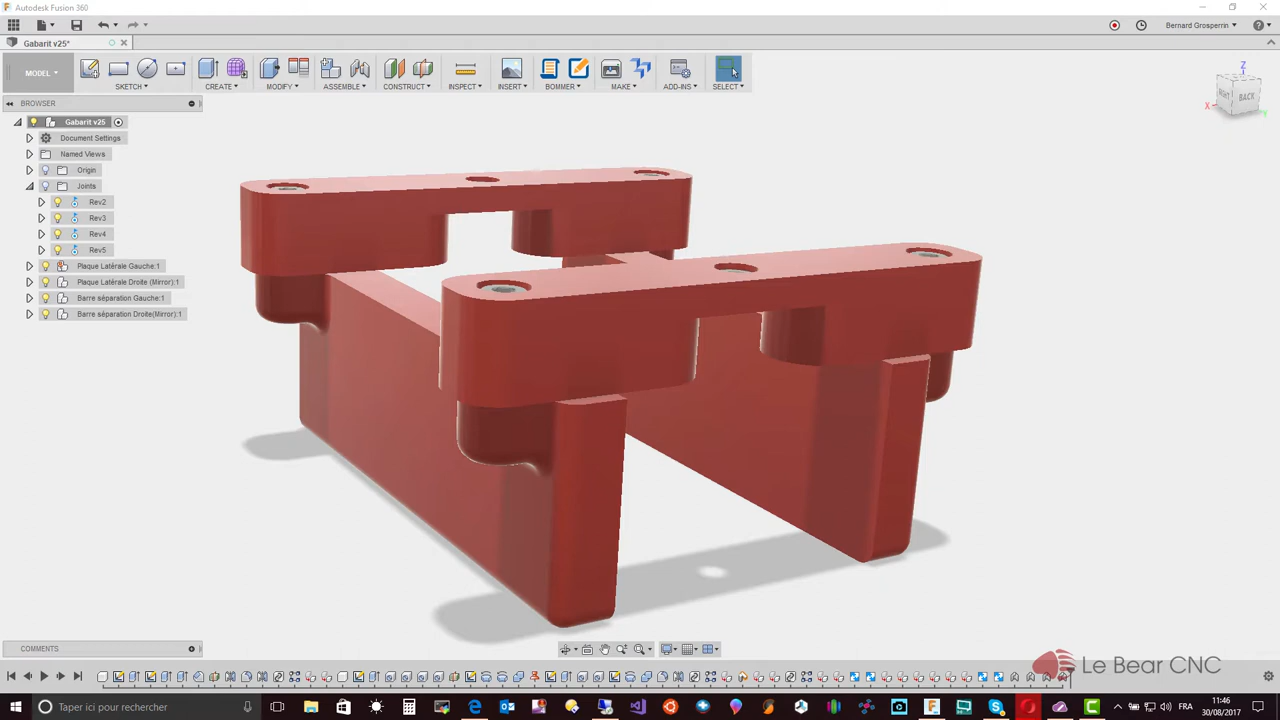 Autodesk Fusion 360
Bernard Grosperrin
Gabarit v25*
MODEL
SKETCH
CREATE
MODIFY
ASSEMBLE
CONSTRUCT
INSPECT
INSERT
BOMMER
MAKE
ADD-INS
SELECT
Z
RIGHT
BACK
X
Y
BROWSER
Gabarit v25
Document Settings
Named Views
Origin
Joints
Rev2
Rev3
Rev4
Rev5
Plaque Latérale Gauche:1
Plaque Latérale Droite (Mirror):1
Barre séparation Gauche:1
Barre séparation Droite(Mirror):1
COMMENTS
Le Bear CNC
Taper ici pour rechercher
11:46
30/08/2017